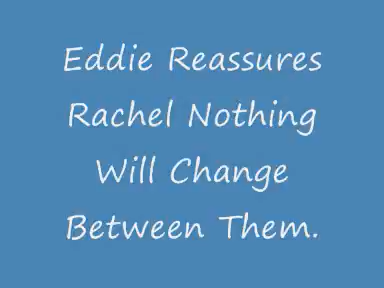 Eddie Reassures
Rachel Nothing
Will Change
Between Them.